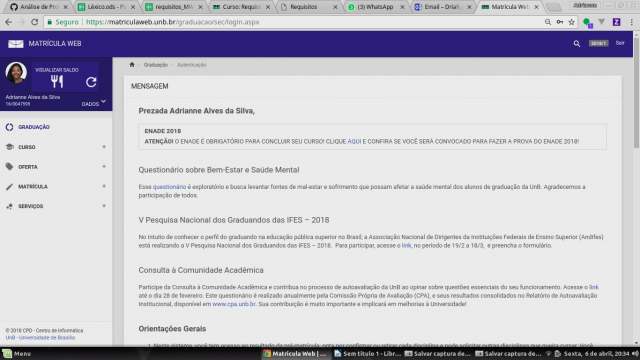 Análise de Pro
Léxico.ods - Plan
requisitos_MW
Curso: Requisi
Requisitos
(3) WhatsApp
Email – Drialv
Matrícula Web
Adrianne
Seguro https://matriculaweb.unb.br/graduacao/sec/login.aspx
MATRÍCULA WEB
2018/1 Sair
VISUALIZAR SALDO
Adrianne Alves da Silva
16/0047595
DADOS
GRADUAÇÃO
CURSO +
OFERTA +
MATRÍCULA +
SERVIÇOS +
© 2018 CPD - Centro de Informática
UnB - Universidade de Brasília
Graduação Autenticação
MENSAGEM
Prezada Adrianne Alves da Silva,
ENADE 2018
ATENÇÃO! O ENADE É OBRIGATÓRIO PARA CONCLUIR SEU CURSO! CLIQUE AQUI E CONFIRA SE VOCÊ SERÁ CONVOCADO PARA FAZER A PROVA DO ENADE 2018!
Questionário sobre Bem-Estar e Saúde Mental
Esse questionário é exploratório e busca levantar fontes de mal-estar e sofrimento que possam afetar a saúde mental dos alunos de graduação da UnB. Agradecemos a
participação de todos.
V Pesquisa Nacional dos Graduandos das IFES – 2018
No intuito de conhecer o perfil do graduando na educação pública superior no Brasil, a Associação Nacional de Dirigentes da Instituições Federais de Ensino Superior (Andifes)
está realizando a V Pesquisa Nacional dos Graduandos das IFES – 2018. Para participar, acesse o link, no período de 19/2 a 18/3, e preencha o formulário.
Consulta à Comunidade Acadêmica
Participe da Consulta à Comunidade Acadêmica e contribua no processo de autoavaliação da UnB ao opinar sobre questões essenciais do seu funcionamento. Acesse o link
até o dia 28 de fevereiro. Este questionário é realizado anualmente pela Comissão Própria de Avaliação (CPA), e seus resultados consolidados no Relatório de Autoavaliação
Institucional, disponível em www.cpa.unb.br. Sua contribuição é muito importante e implicará em melhorias à Universidade!
Orientações Gerais
Menu
Matrícula Web | ...
Sem título 1 - Libr...
Salvar captura de...
Salvar captura de...
Sexta, 6 de abril, 20:34